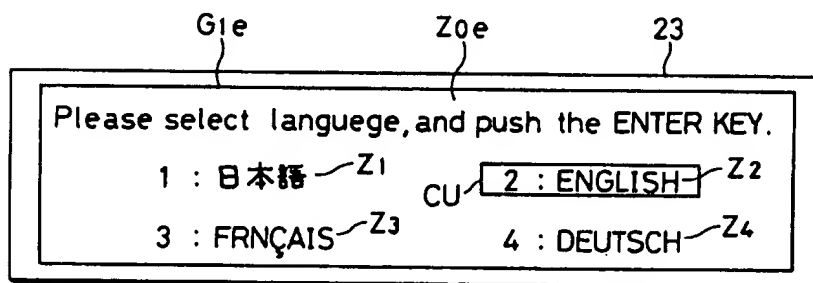 G1e Z0e 23
Please select languege, and push the ENTER KEY.
1 : 日本語 Z1 CU 2 : ENGLISH Z2
3 : FRNÇAIS Z3 4 : DEUTSCH Z4